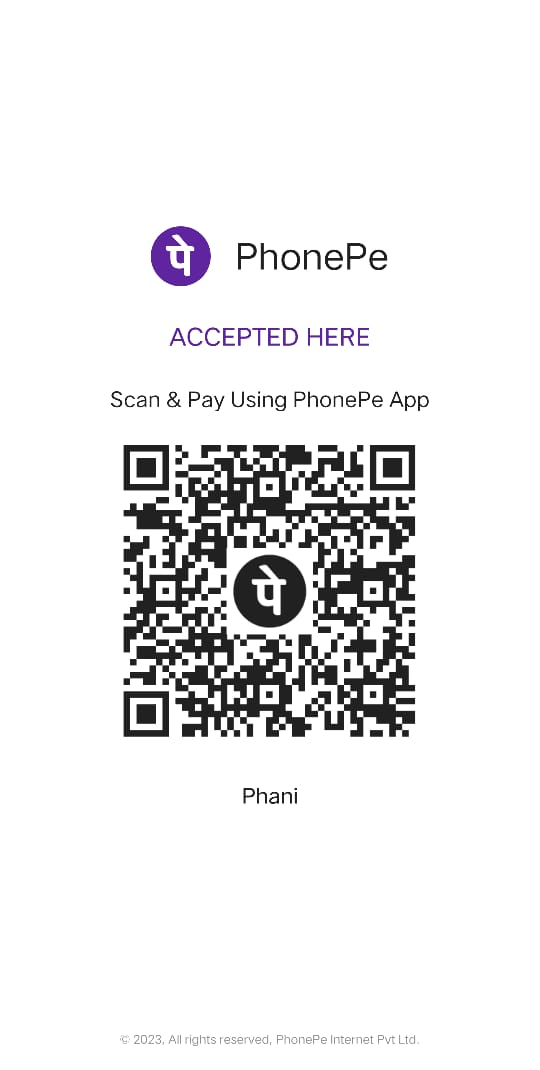 पे PhonePe
ACCEPTED HERE
Scan & Pay Using PhonePe App
पे
Phani
© 2023, All rights reserved, PhonePe Internet Pvt Ltd.